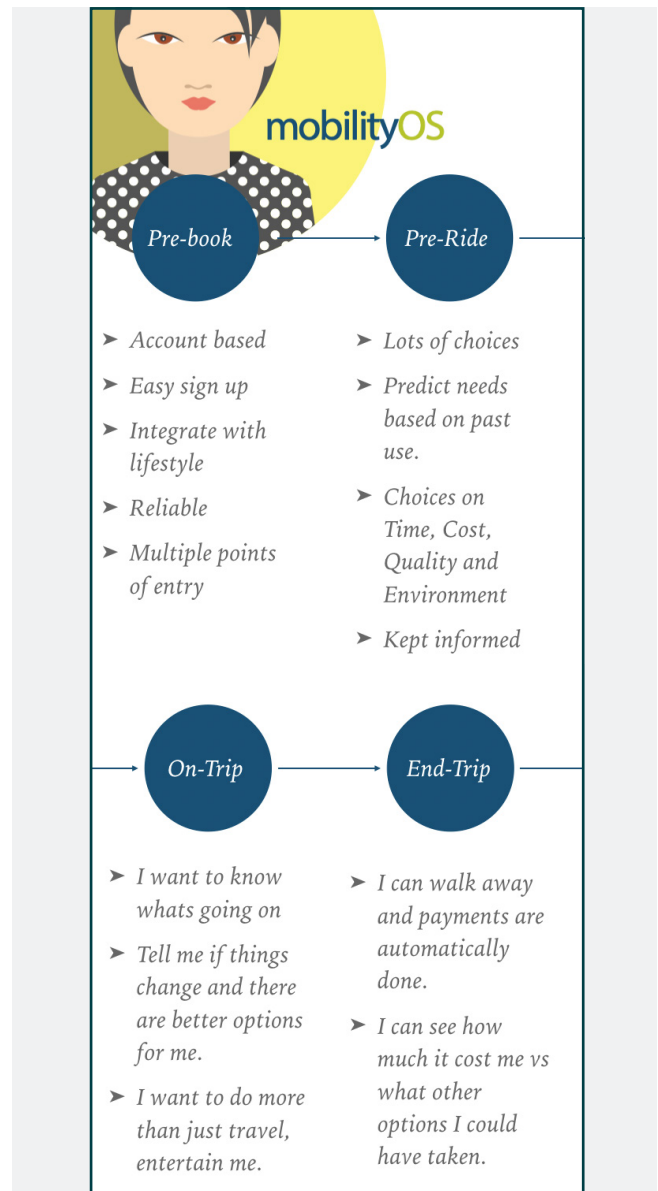 mobilityOS
Pre-book
Pre-Ride
➤ Account based
➤ Easy sign up
➤ Integrate with
lifestyle
➤ Reliable
➤ Multiple points
of entry
➤ Lots of choices
➤ Predict needs
based on past
use.
➤ Choices on
Time, Cost,
Quality and
Environment
➤ Kept informed
On-Trip
End-Trip
➤ I want to know
whats going on
➤ Tell me if things
change and there
are better options
for me.
➤ I want to do more
than just travel,
entertain me.
➤ I can walk away
and payments are
automatically
done.
➤ I can see how
much it cost me vs
what other
options I could
have taken.